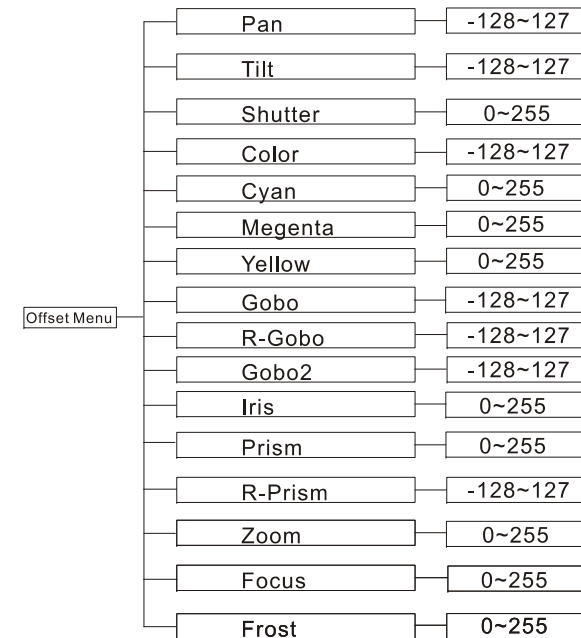 Pan -128~127
Tilt -128~127
Shutter 0~255
Color -128~127
Cyan 0~255
Megenta 0~255
Yellow 0~255
Gobo -128~127
Offset Menu
R-Gobo -128~127
Gobo2 -128~127
Iris 0~255
Prism 0~255
R-Prism -128~127
Zoom 0~255
Focus 0~255
Frost 0~255